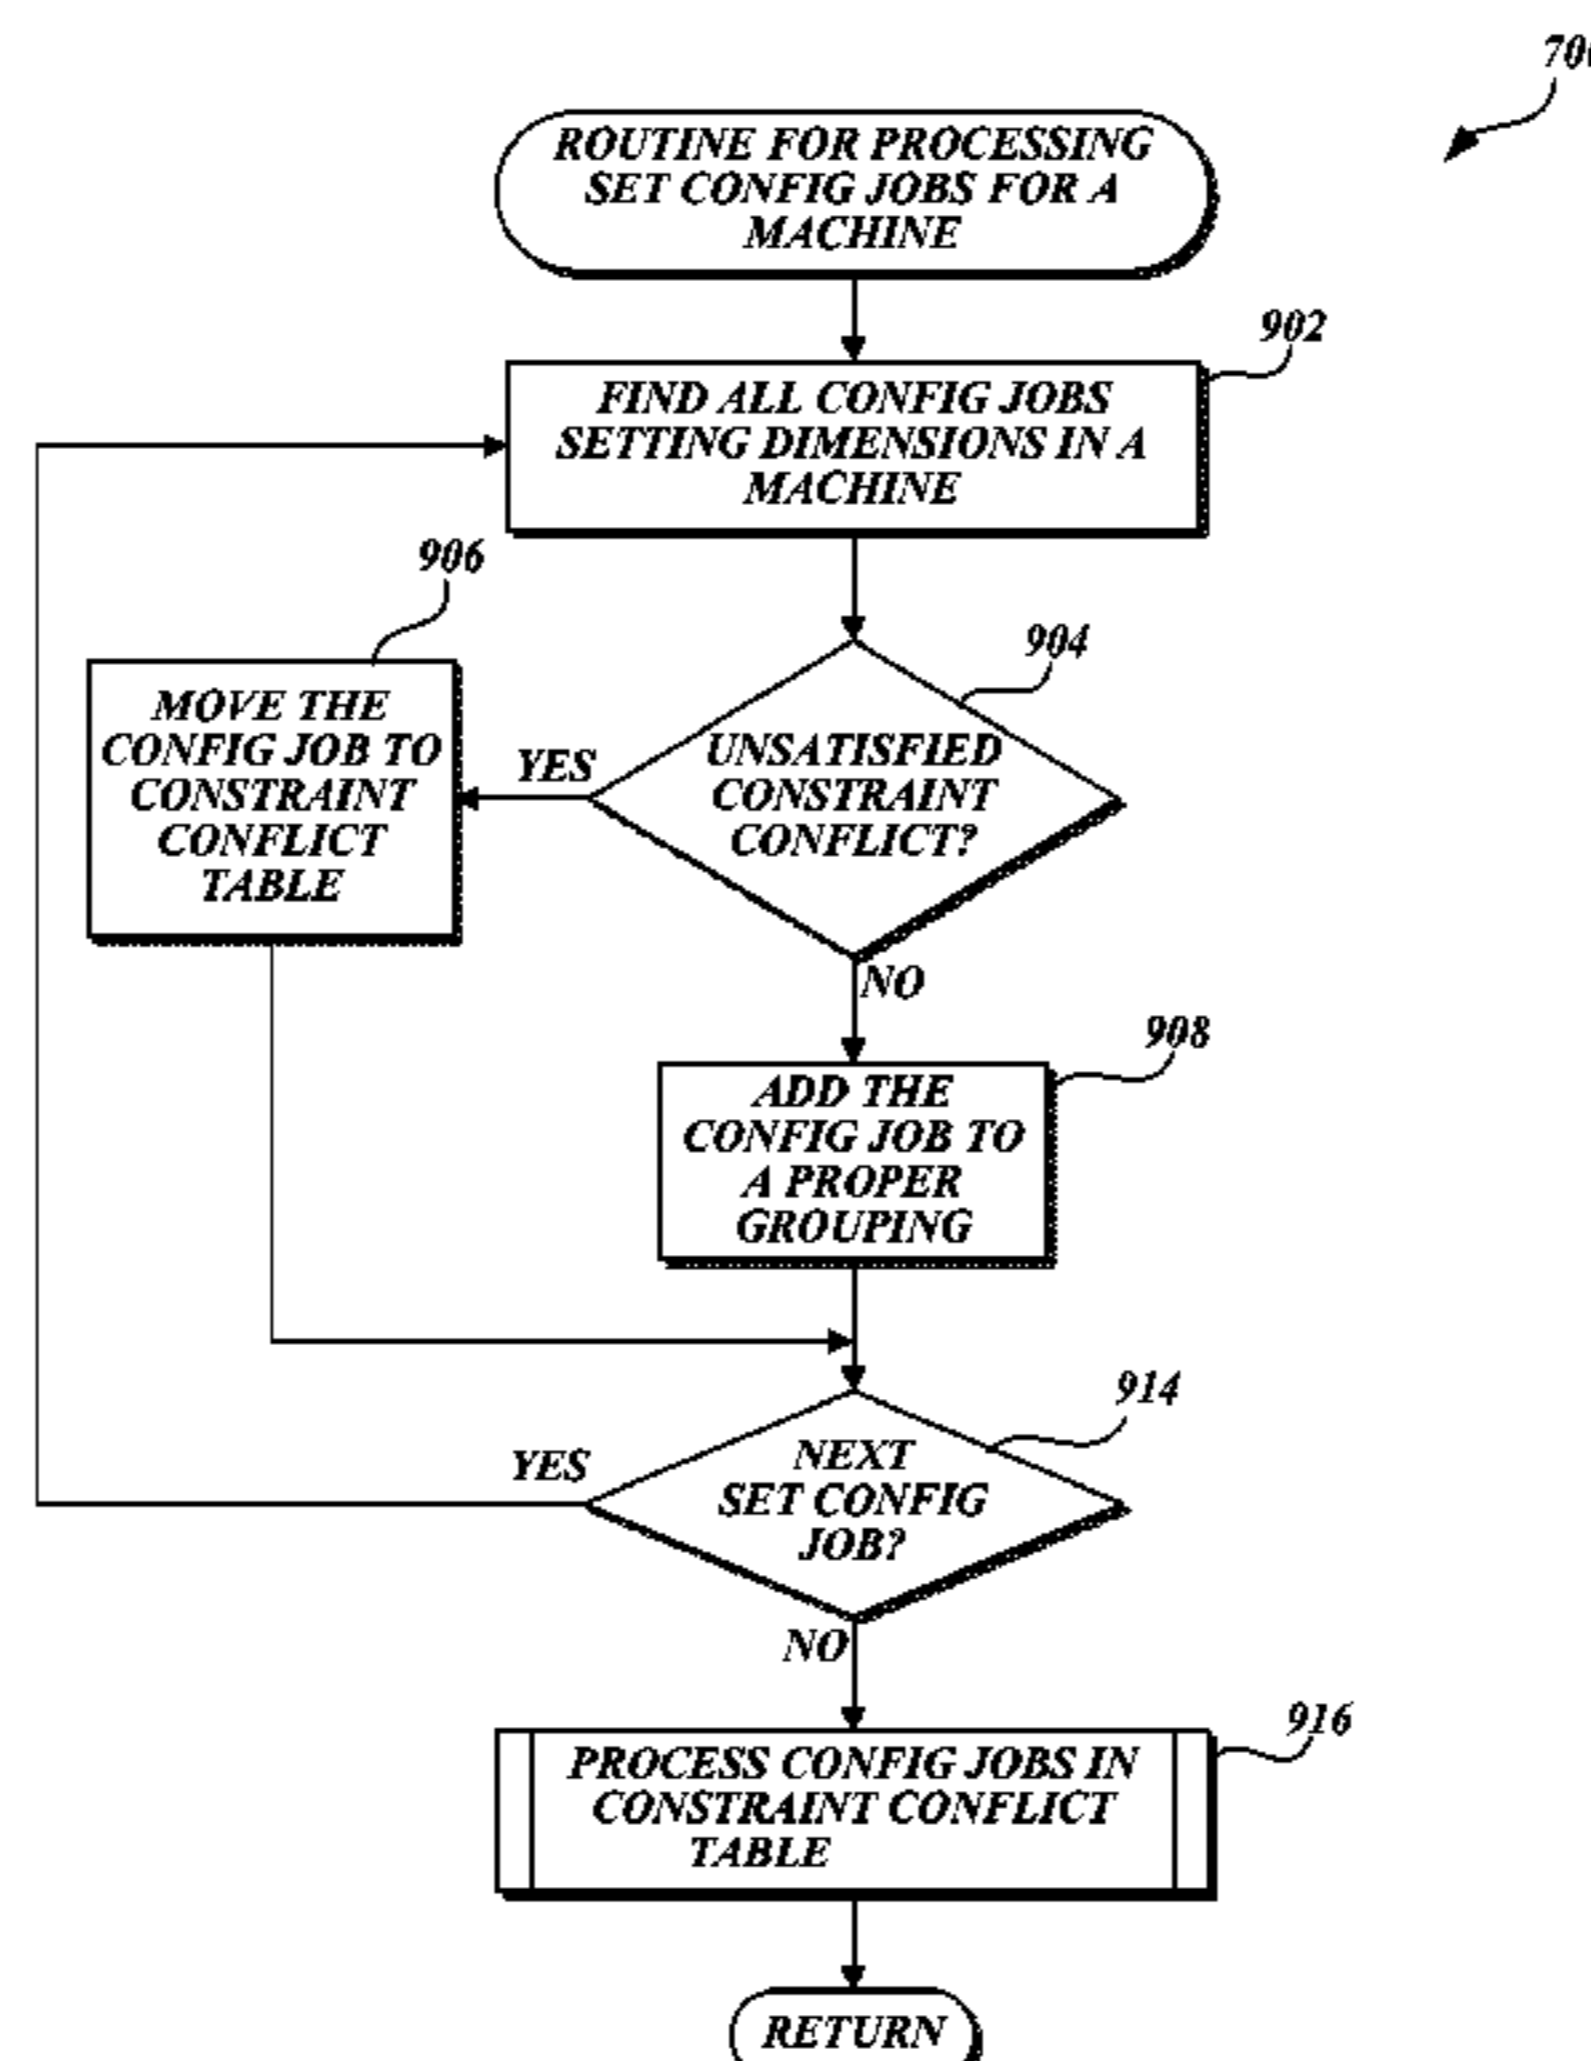 700
ROUTINE FOR PROCESSING
SET CONFIG JOBS FOR A
MACHINE
902
FIND ALL CONFIG JOBS
SETTING DIMENSIONS IN A
MACHINE
906
904
MOVE THE
CONFIG JOB TO
CONSTRAINT
CONFLICT
TABLE
YES
UNSATISFIED
CONSTRAINT
CONFLICT?
NO
908
ADD THE
CONFIG JOB TO
A PROPER
GROUPING
914
YES
NEXT
SET CONFIG
JOB?
NO
916
PROCESS CONFIG JOBS IN
CONSTRAINT CONFLICT
TABLE
RETURN